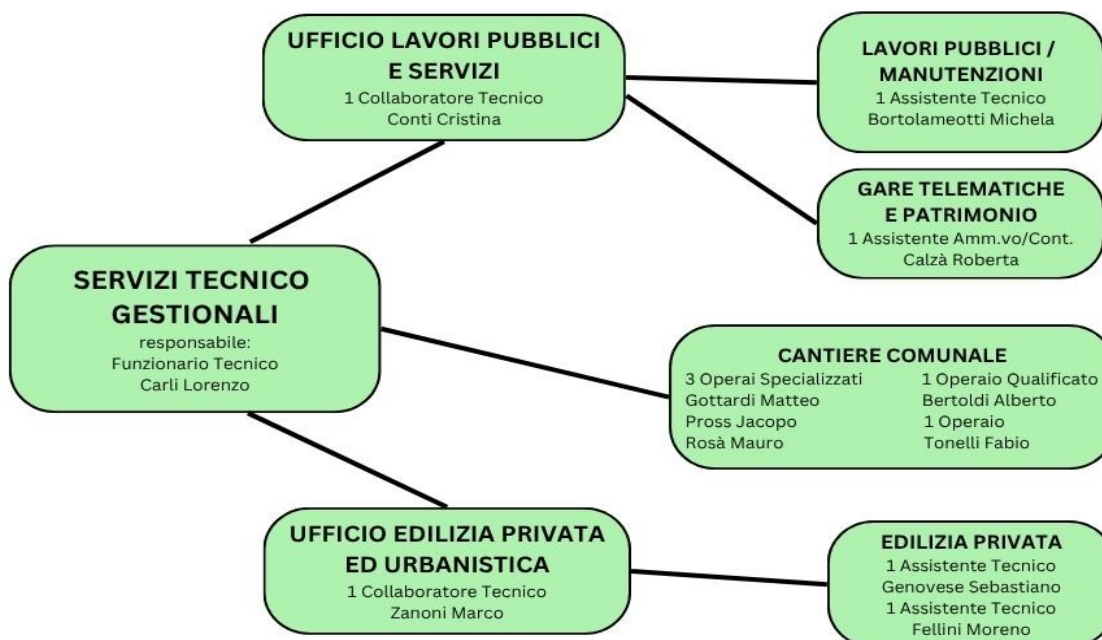 UFFICIO LAVORI PUBBLICI
E SERVIZI
1 Collaboratore Tecnico
Conti Cristina
LAVORI PUBBLICI /
MANUTENZIONI
1 Assistente Tecnico
Bortolameotti Michela
GARE TELEMATICHE
E PATRIMONIO
1 Assistente Amm.vo/Cont.
Calzà Roberta
SERVIZI TECNICO
GESTIONALI
responsabile:
Funzionario Tecnico
Carli Lorenzo
CANTIERE COMUNALE
3 Operai Specializzati
Gottardi Matteo
Pross Jacopo
Rosà Mauro
1 Operaio Qualificato
Bertoldi Alberto
1 Operaio
Tonelli Fabio
UFFICIO EDILIZIA PRIVATA
ED URBANISTICA
1 Collaboratore Tecnico
Zanoni Marco
EDILIZIA PRIVATA
1 Assistente Tecnico
Genovese Sebastiano
1 Assistente Tecnico
Fellini Moreno